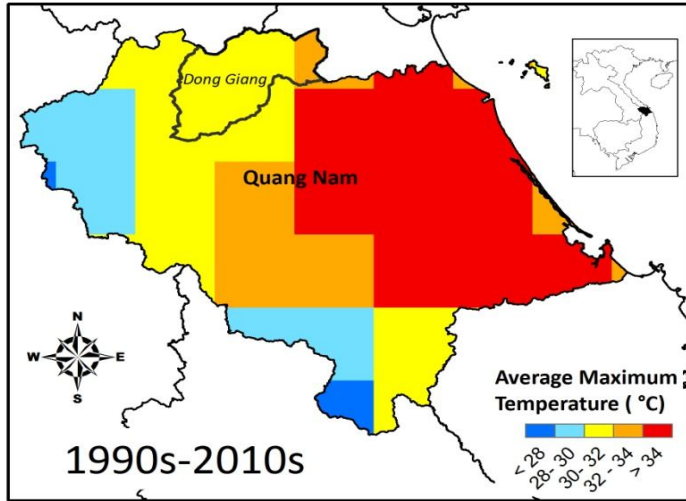 Dong Giang
Quang Nam
N
W E
S
1990s-2010s
Average Maximum
Temperature ( °C)
< 28
28- 30
30- 32
32 - 34
> 34